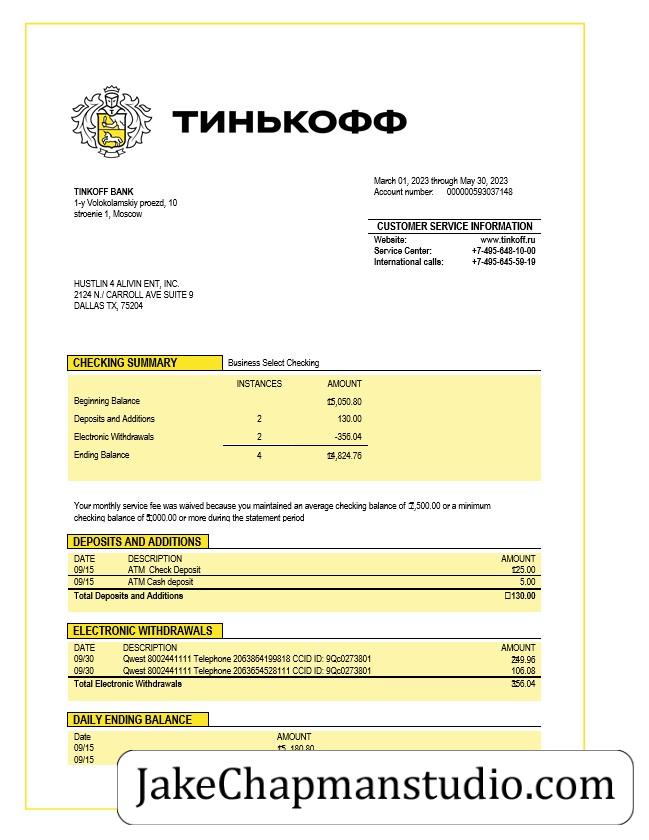 ТИНЬКОФФ
March 01, 2023 through May 30, 2023
Account number: 000000593037148
TINKOFF BANK
1-y Volokolamskiy proezd, 10
stroenie 1, Moscow
CUSTOMER SERVICE INFORMATION
Website: www.tinkoff.ru
Service Center: +7-495-648-10-00
International calls: +7-495-645-59-19
HUSTLIN 4 ALIVIN ENT, INC.
2124 N./ CARROLL AVE SUITE 9
DALLAS TX, 75204
CHECKING SUMMARY Business Select Checking
INSTANCES AMOUNT
Beginning Balance 5,050.80
Deposits and Additions 2 130.00
Electronic Withdrawals 2 -356.04
Ending Balance 4 4,824.76
Your monthly service fee was waived because you maintained an average checking balance of 7,500.00 or a minimum
checking balance of 5,000.00 or more during the statement period
DEPOSITS AND ADDITIONS
DATE DESCRIPTION AMOUNT
09/15 ATM Check Deposit 125.00
09/15 ATM Cash deposit 5.00
Total Deposits and Additions □130.00
ELECTRONIC WITHDRAWALS
DATE DESCRIPTION AMOUNT
09/30 Qwest 8002441111 Telephone 2063864199818 CCID ID: 9Qc0273801 249.96
09/30 Qwest 8002441111 Telephone 2063654528111 CCID ID: 9Qc0273801 106.08
Total Electronic Withdrawals 356.04
DAILY ENDING BALANCE
Date AMOUNT
09/15 5, 180.80
09/15
JakeChapmanstudio.com